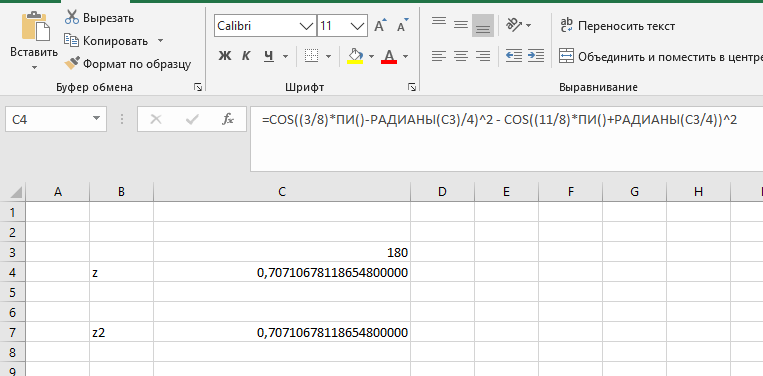 Вставить
Вырезать
Копировать
Формат по образцу
Буфер обмена
Calibri
11
Ж К Ч
Шрифт
Переносить текст
Объединить и поместить в центре
Выравнивание
C4
fx
=COS((3/8)*ПИ()-РАДИАНЫ(C3)/4)^2 - COS((11/8)*ПИ()+РАДИАНЫ(C3/4))^2
A B C D E F G H
1
2
3 180
4 z 0,70710678118654800000
5
6
7 z2 0,70710678118654800000
8
9